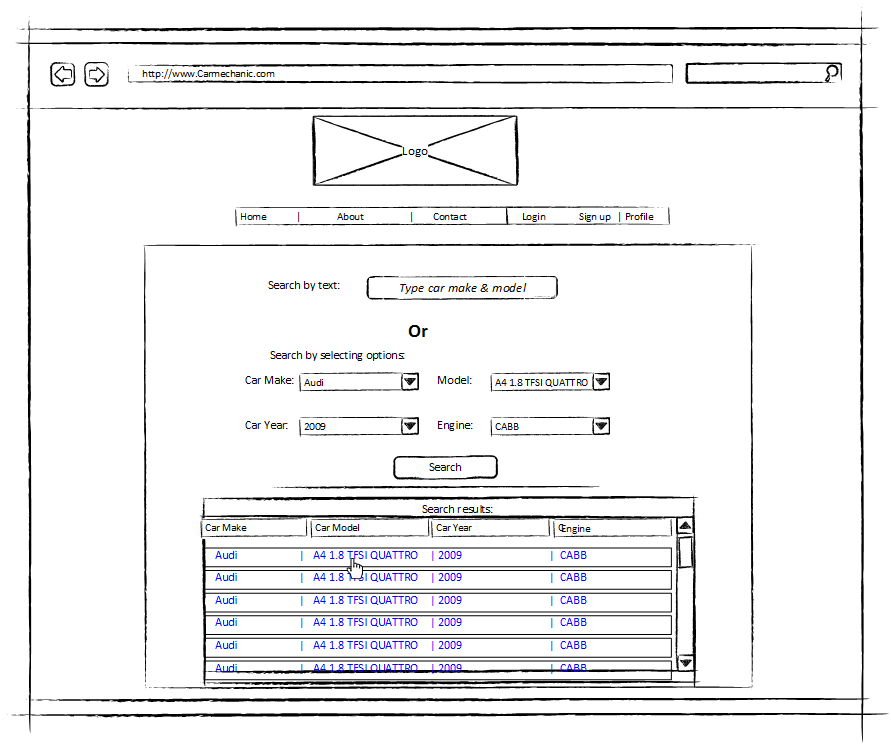 http://www.Carmechanic.com
Logo
Home | About | Contact Login Sign up | Profile
Search by text: Type car make & model
Or
Search by selecting options:
Car Make: Audi Model: A4 1.8 TFSI QUATTRO
Car Year: 2009 Engine: CABB
Search
Search results:
Car Make Car Model Car Year Engine
Audi | A4 1.8 TFSI QUATTRO | 2009 | CABB
Audi | A4 1.8 TFSI QUATTRO | 2009 | CABB
Audi | A4 1.8 TFSI QUATTRO | 2009 | CABB
Audi | A4 1.8 TFSI QUATTRO | 2009 | CABB
Audi | A4 1.8 TFSI QUATTRO | 2009 | CABB
Audi | A4 1.8 TFSI QUATTRO | 2009 | CABB